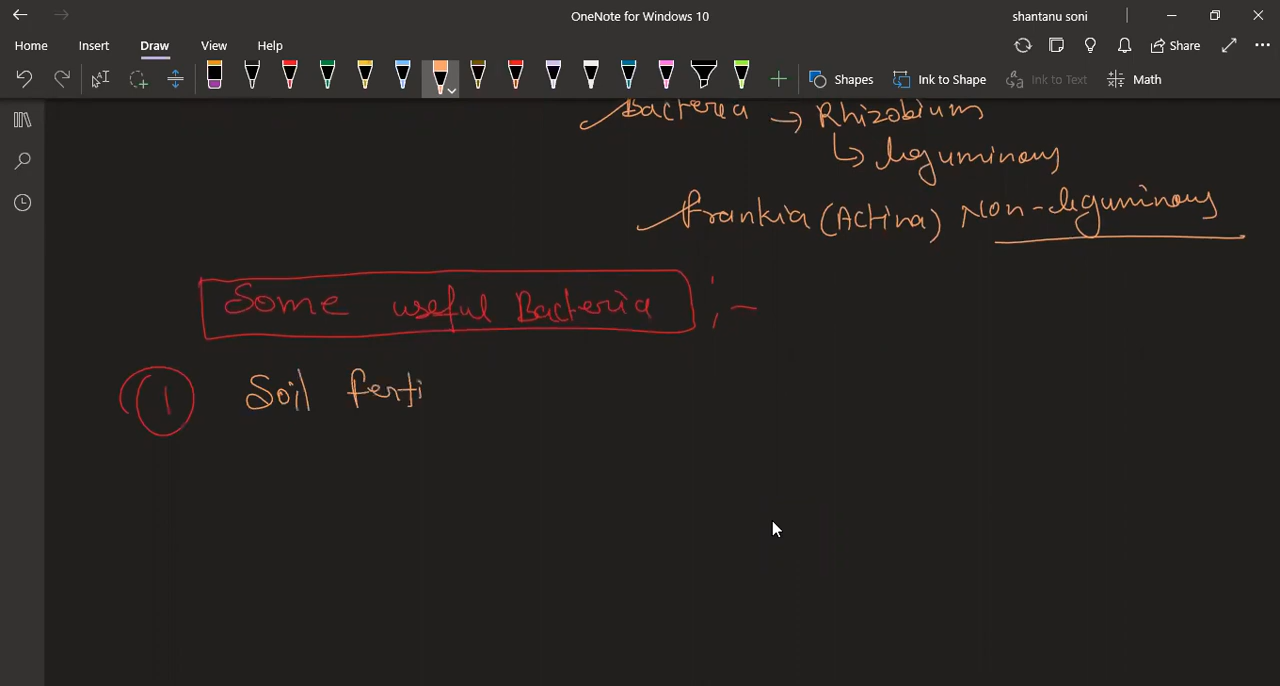 OneNote for Windows 10
shantanu soni
Home Insert Draw View Help
Share
Shapes Ink to Shape Ink to Text Math
Bacteria → Rhizobium
↳ leguminous
Frankia (Actina) Non-leguminous
Some useful Bacteria :-
1 Soil ferti